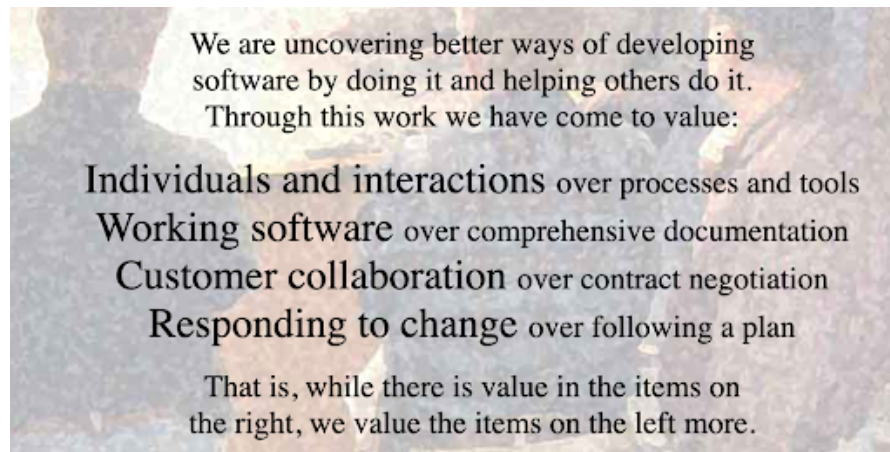 We are uncovering better ways of developing
software by doing it and helping others do it.
Through this work we have come to value:
Individuals and interactions over processes and tools
Working software over comprehensive documentation
Customer collaboration over contract negotiation
Responding to change over following a plan
That is, while there is value in the items on
the right, we value the items on the left more.